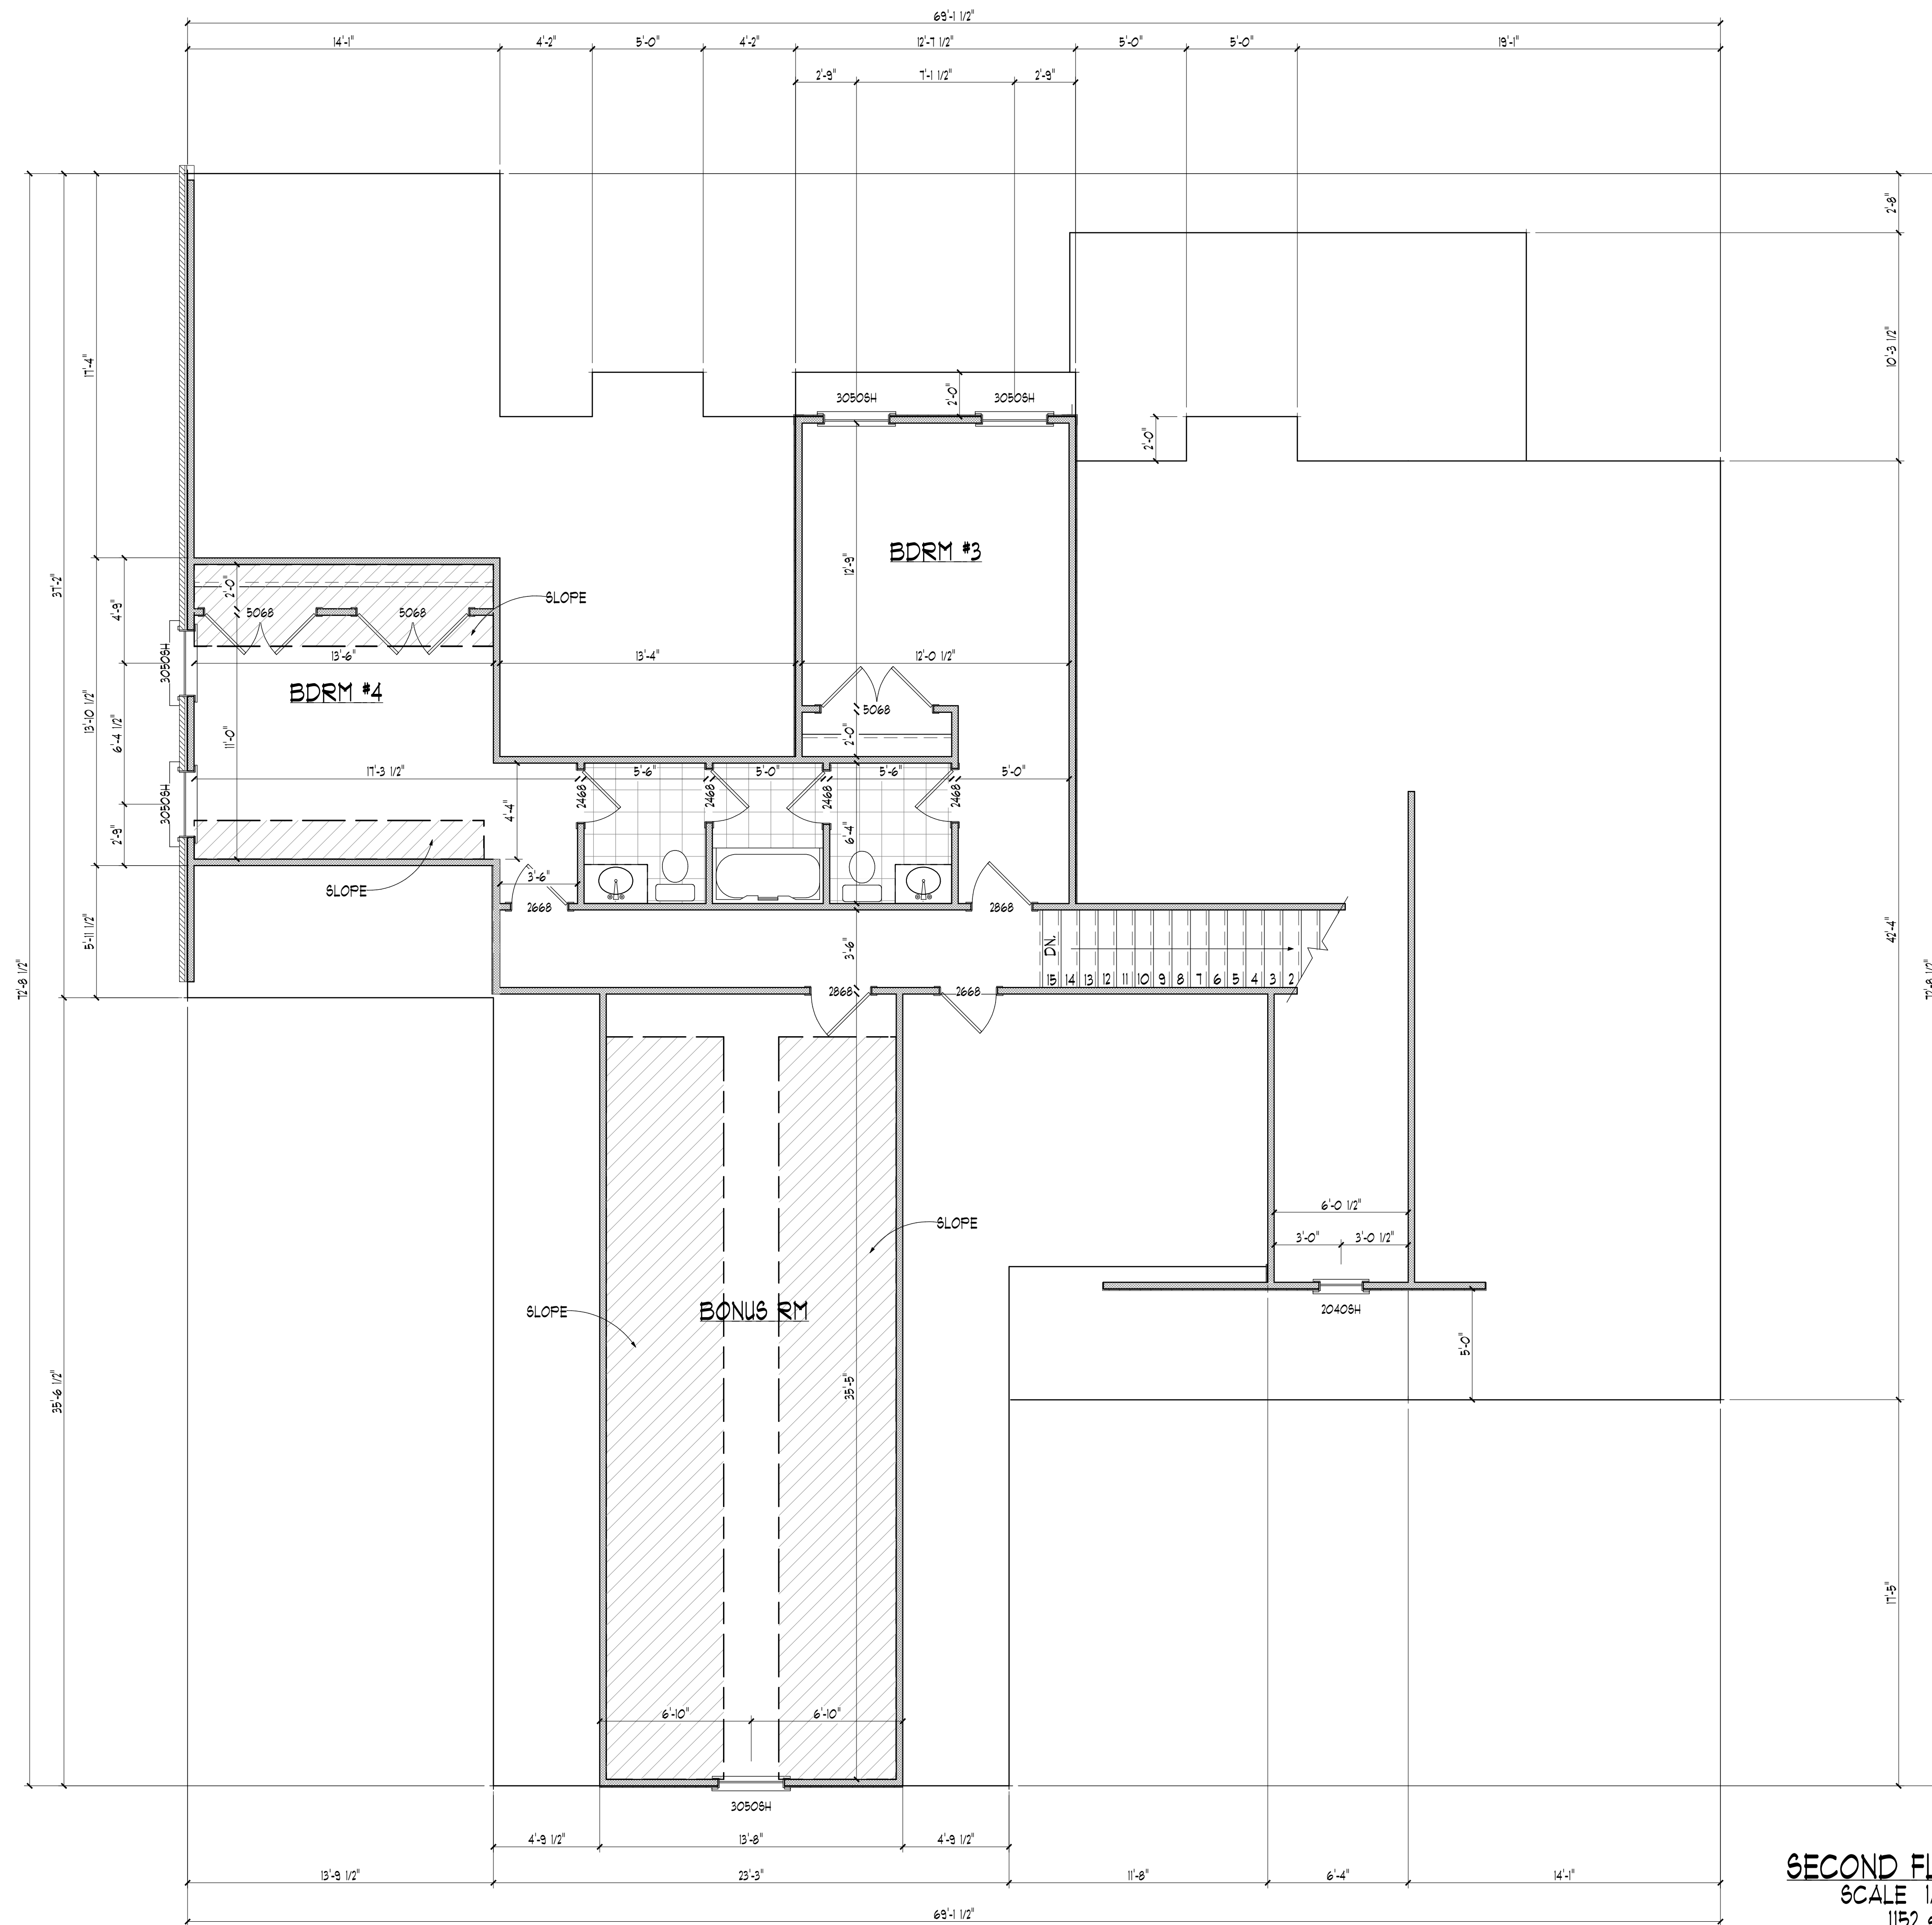 69'-1 1/2"
14'-1" 4'-2" 5'-0" 4'-2" 12'-7 1/2" 5'-0" 5'-0" 19'-1"
2'-9" 7'-1 1/2" 2'-9"
2'-8"
10'-3 1/2"
17'-4"
37'-2"
3050SH 2'-0" 3050SH
2'-0"
BDRM #3
12'-9"
2'-0"
5068 5068
SLOPE
4'-9"
3050SH
13'-6" 13'-4" 12'-0 1/2"
BDRM #4
5068
13'-10 1/2"
6'-4 1/2"
11'-0"
2'-0"
17'-3 1/2" 5'-6" 5'-0" 5'-6" 5'-0"
3050SH
2468 2468 2468 2468
2'-9"
4'-4"
6'-4"
SLOPE
3'-6"
2668 2868
5'-11 1/2"
3'-6"
DN.
15 14 13 12 11 10 9 8 7 6 5 4 3 2
42'-4"
72'-8 1/2"
72'-8 1/2"
2868 2668
6'-0 1/2"
SLOPE
3'-0" 3'-0 1/2"
SLOPE
BONUS RM
2040SH
5'-0"
35'-5"
35'-6 1/2"
17'-5"
6'-10" 6'-10"
3050SH
4'-9 1/2" 13'-8" 4'-9 1/2"
13'-9 1/2" 23'-3" 11'-8" 6'-4" 14'-1"
69'-1 1/2"
SECOND FL
SCALE 1/
1152